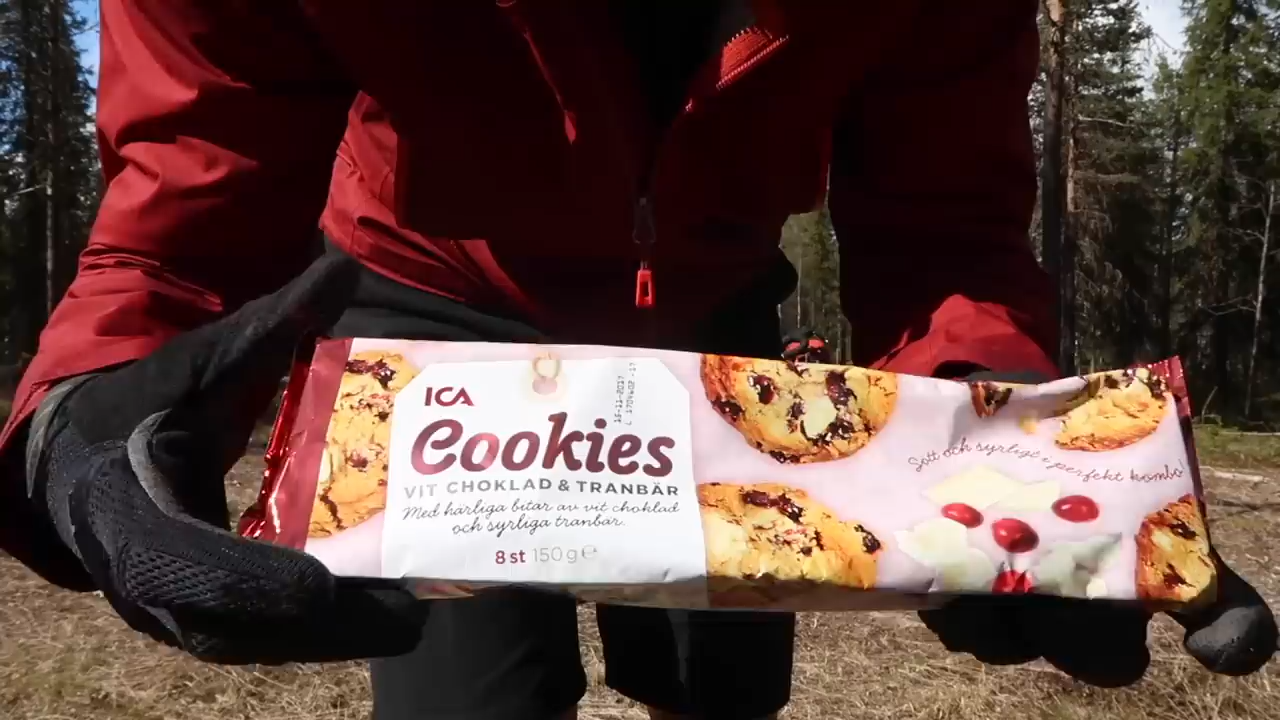 ICA
Cookies
VIT CHOKLAD & TRANBÄR
Med härliga bitar av vit choklad
och syrliga tranbär.
8 st 150 g ℮
Sött och syrligt i perfekt kombo!